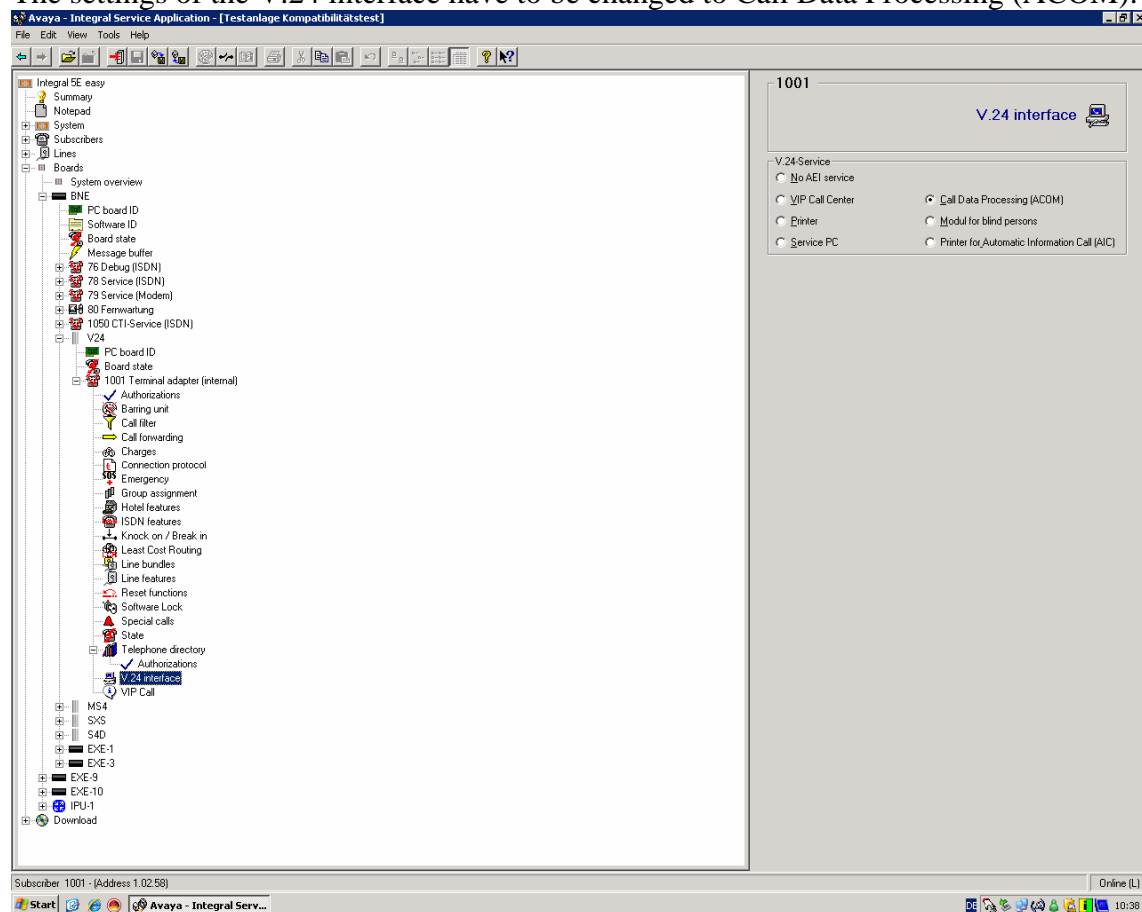 The settings of the V.24 interface have to be changed to Call Data Processing (ACOM).
Avaya - Integral Service Application - [Testanlage Kompatibilitätstest]
File Edit View Tools Help
Integral 5E easy
Summary
Notepad
System
Subscribers
Lines
Boards
System overview
BNE
PC board ID
Software ID
Board state
Message buffer
76 Debug (ISDN)
78 Service (ISDN)
79 Service (Modem)
80 Fernwartung
1050 CTI-Service (ISDN)
V24
PC board ID
Board state
1001 Terminal adapter (internal)
Authorizations
Barring unit
Call filter
Call forwarding
Charges
Connection protocol
Emergency
Group assignment
Hotel features
ISDN features
Knock on / Break in
Least Cost Routing
Line bundles
Line features
Reset functions
Software Lock
Special calls
State
Telephone directory
Authorizations
V.24 interface
VIP Call
MS4
SXS
S4D
EXE-1
EXE-3
EXE-9
EXE-10
IPU-1
Download
1001
V.24 interface
V.24-Service
No AEI service
VIP Call Center Call Data Processing (ACOM)
Printer Modul for blind persons
Service PC Printer for Automatic Information Call (AIC)
Subscriber 1001 - (Address 1.02.58) Online (L)
Start Avaya - Integral Serv... DE 10:38